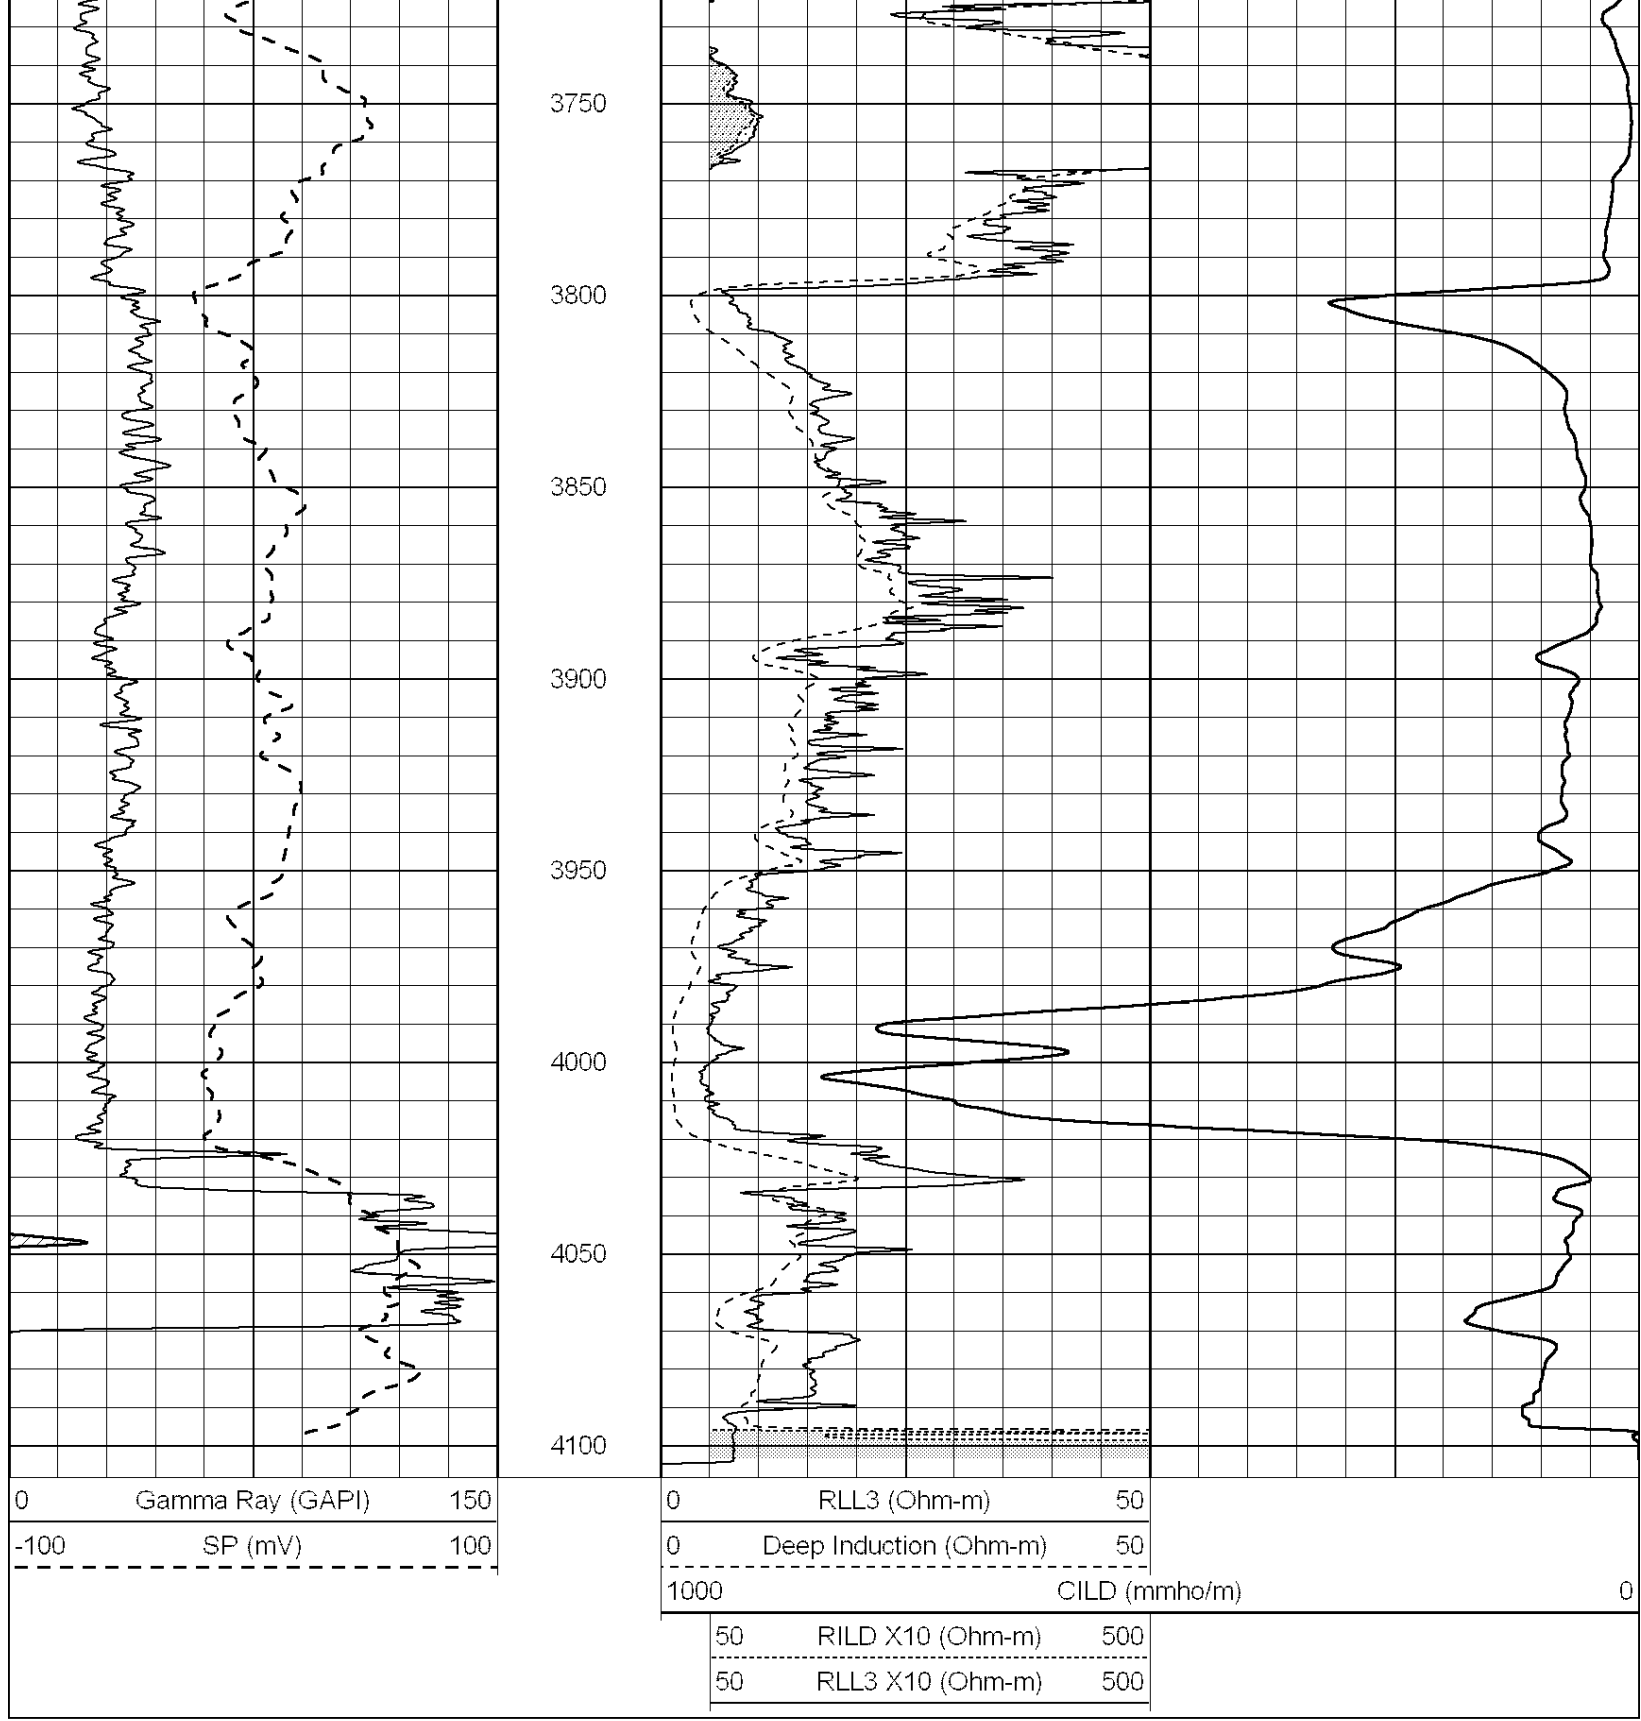 3750
3800
3850
3900
3950
4000
4050
4100
0 Gamma Ray (GAPI) 150
-100 SP (mV) 100
0 RLL3 (Ohm-m) 50
0 Deep Induction (Ohm-m) 50
1000 CILD (mmho/m) 0
50 RILD X10 (Ohm-m) 500
50 RLL3 X10 (Ohm-m) 500